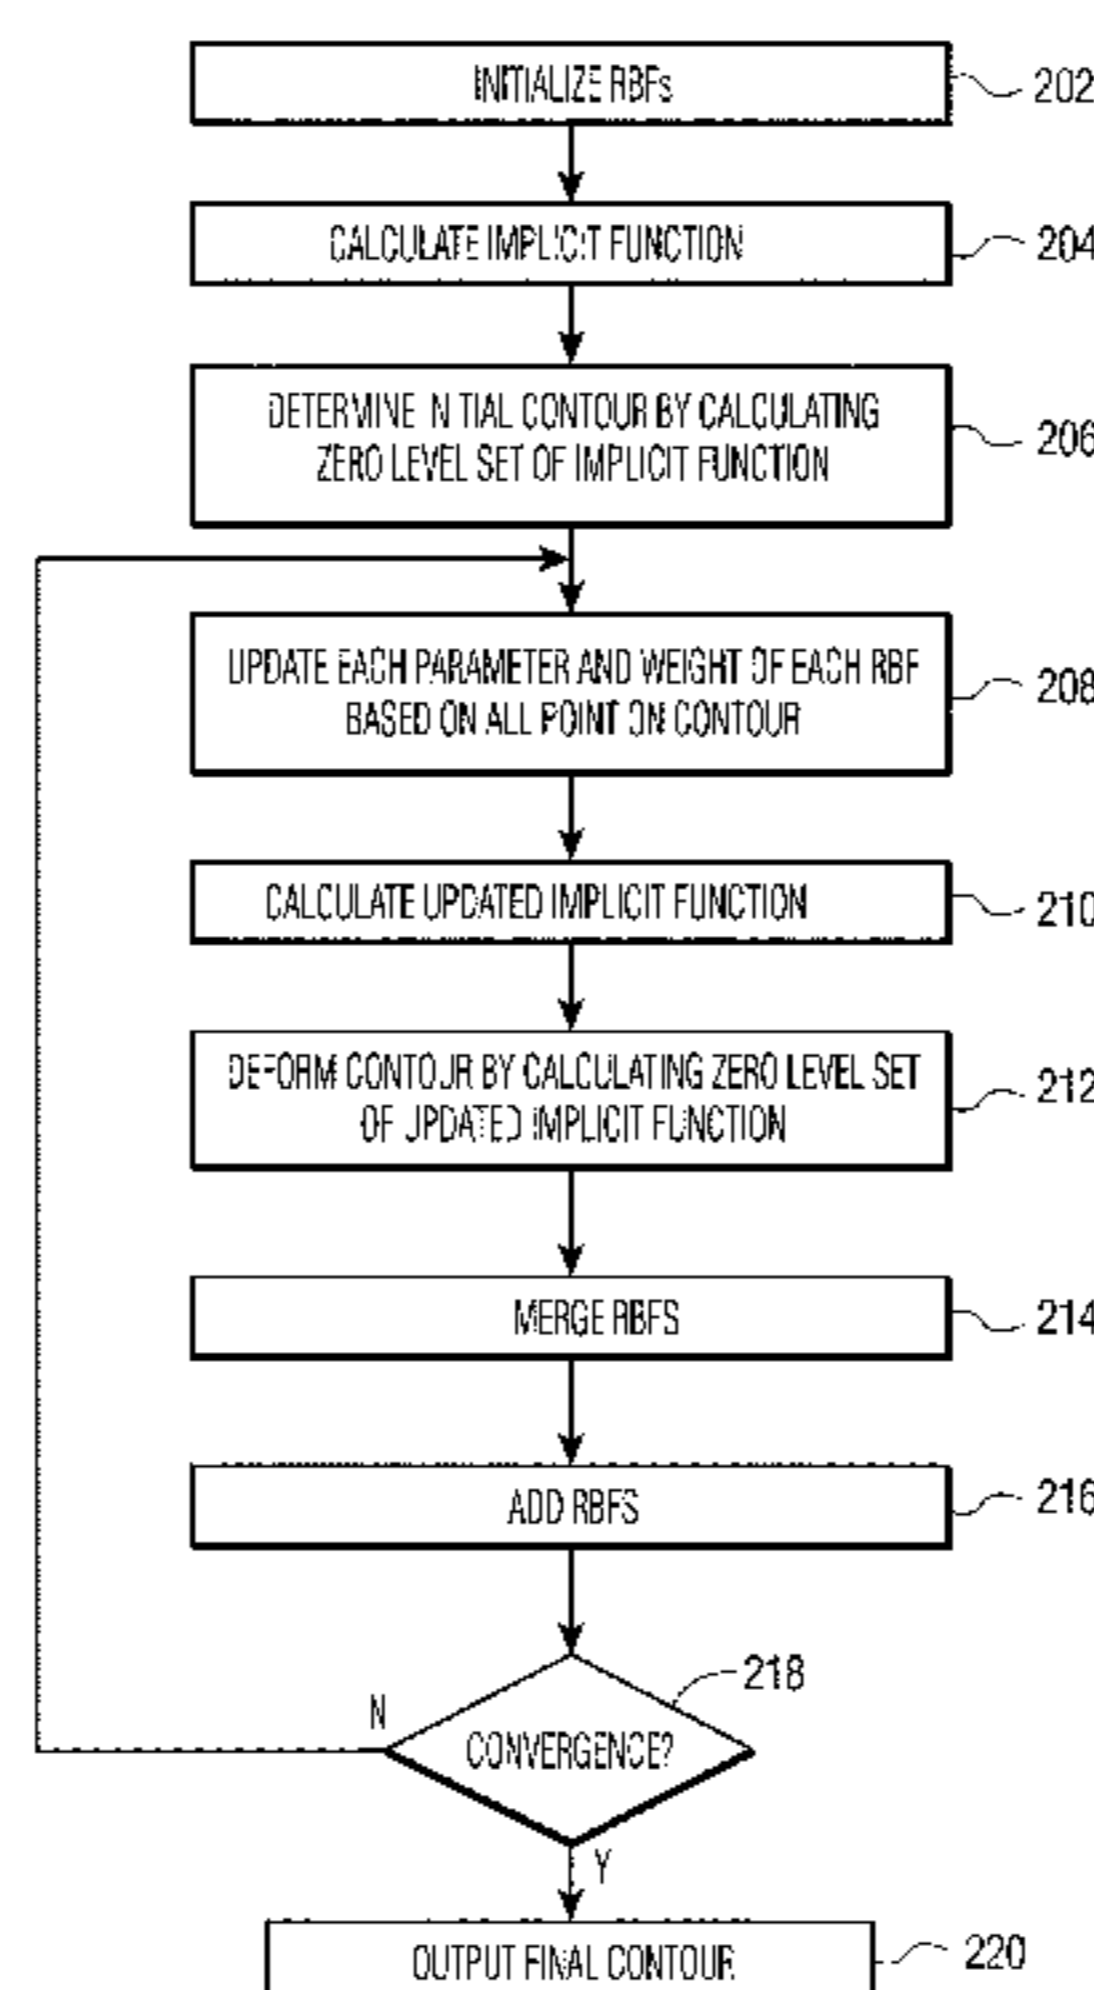 INITIALIZE RBFs
202
CALCULATE IMPLICIT FUNCTION
204
DETERMINE INITIAL CONTOUR BY CALCULATING
ZERO LEVEL SET OF IMPLICIT FUNCTION
206
UPDATE EACH PARAMETER AND WEIGHT OF EACH RBF
BASED ON ALL POINT ON CONTOUR
208
CALCULATE UPDATED IMPLICIT FUNCTION
210
DEFORM CONTOUR BY CALCULATING ZERO LEVEL SET
OF UPDATED IMPLICIT FUNCTION
212
MERGE RBFS
214
ADD RBFS
216
218
N
CONVERGENCE?
Y
OUTPUT FINAL CONTOUR
220